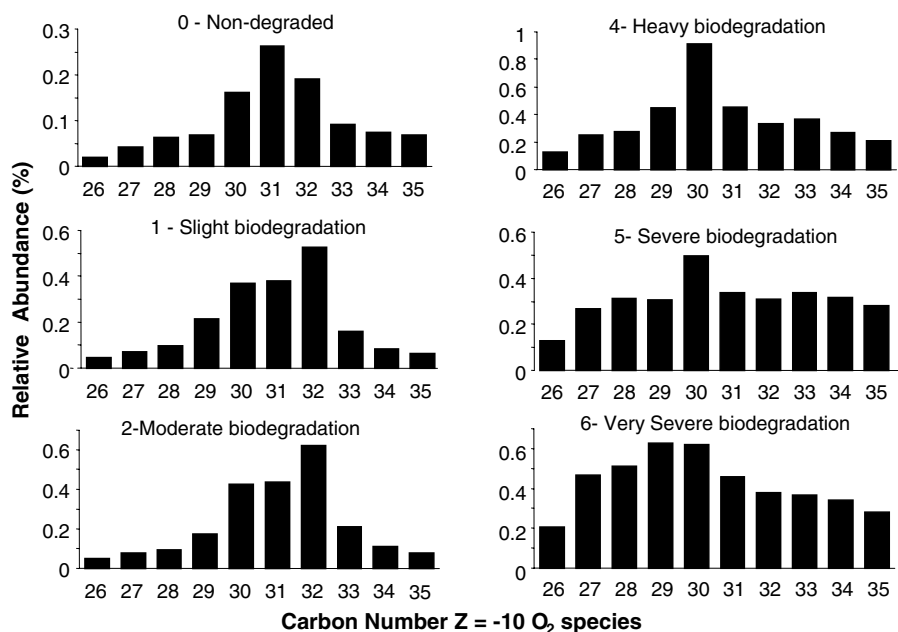 Relative Abundance (%)
0 - Non-degraded
0.3
0.2
0.1
0
26 27 28 29 30 31 32 33 34 35
4- Heavy biodegradation
1
0.8
0.6
0.4
0.2
0
26 27 28 29 30 31 32 33 34 35
1 - Slight biodegradation
0.6
0.4
0.2
0
26 27 28 29 30 31 32 33 34 35
5- Severe biodegradation
0.6
0.4
0.2
0
26 27 28 29 30 31 32 33 34 35
2-Moderate biodegradation
0.6
0.4
0.2
0
26 27 28 29 30 31 32 33 34 35
6- Very Severe biodegradation
0.6
0.4
0.2
0
26 27 28 29 30 31 32 33 34 35
Carbon Number Z = -10 O₂ species